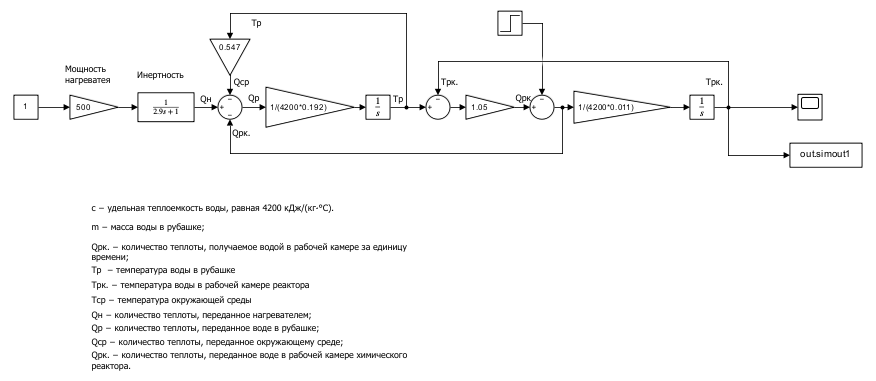 Tр
0.547
Мощность
нагреватея
Инертность
Qср
Tрк.
Tрк.
1
500
1
2.9s + 1
Qн
Qр
1/(4200*0.192)
1
s
Tр
1.05
Qрк
1/(4200*0.011)
1
s
Qрк.
out.simout1
c – удельная теплоемкость воды, равная 4200 кДж/(кг·°С).
m – масса воды в рубашке;
Qрк. – количество теплоты, получаемое водой в рабочей камере за единицу
времени;
Tр – температура воды в рубашке
Tрк. – температура воды в рабочей камере реактора
Tср – температура окружающей среды
Qн – количество теплоты, переданное нагревателем;
Qр – количество теплоты, переданное воде в рубашке;
Qср – количество теплоты, переданное окружающему среде;
Qрк. – количество теплоты, переданное воде в рабочей камере химического
реактора.